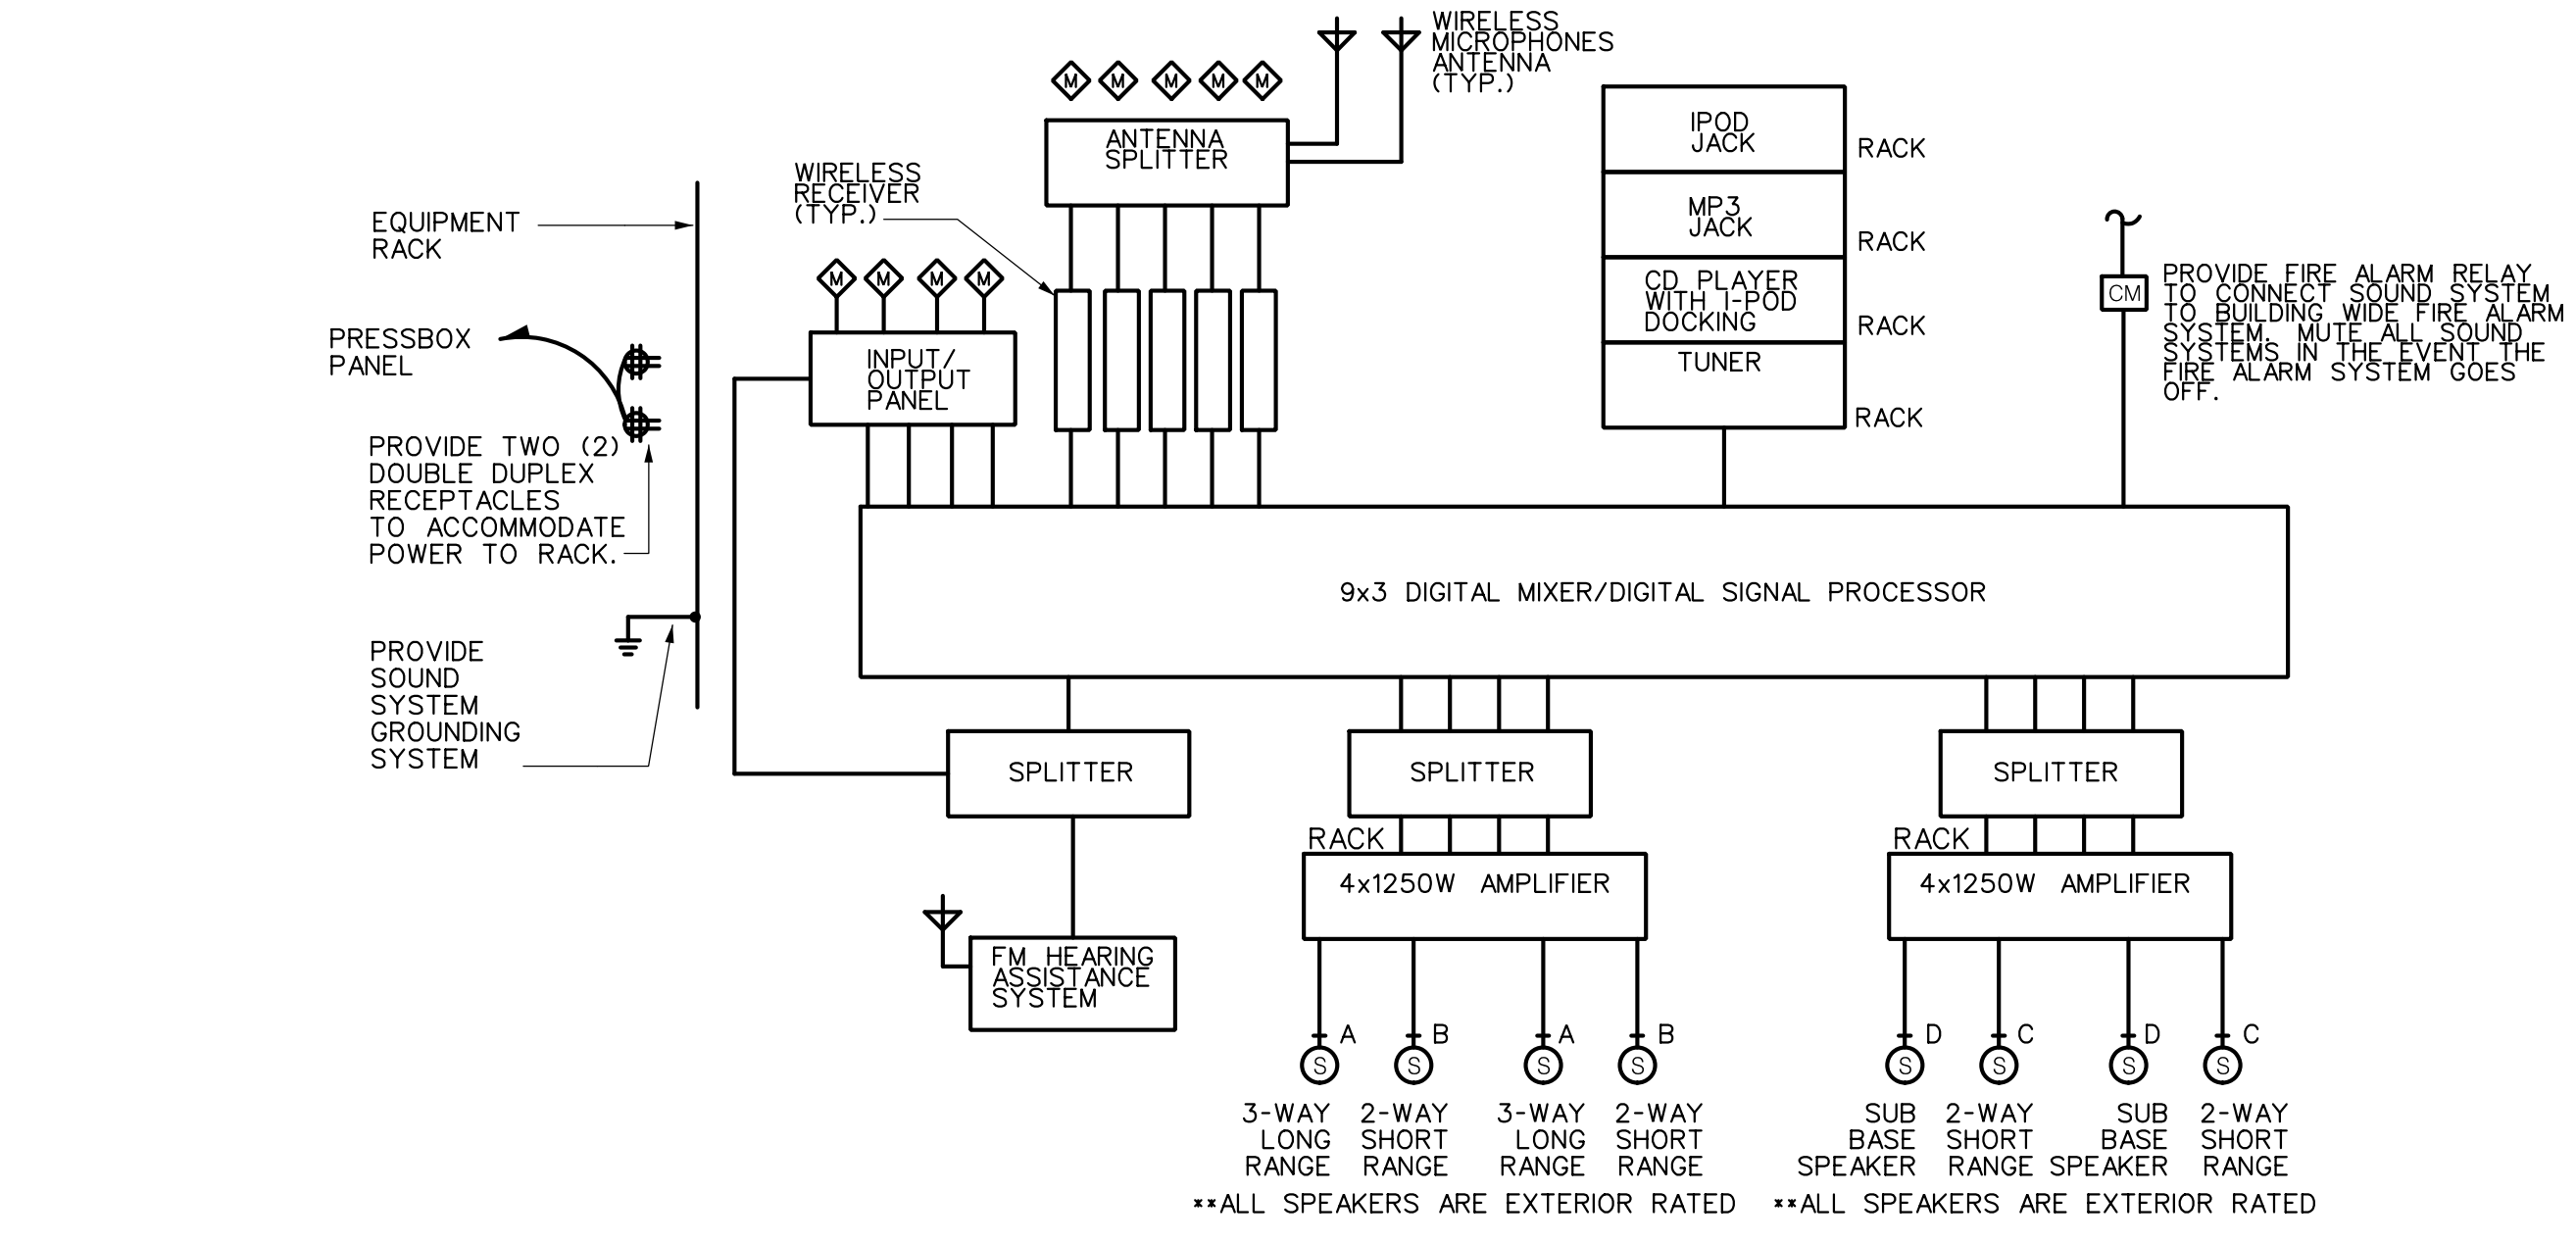 WIRELESS
MICROPHONES
ANTENNA
(TYP.)
M M M M M
ANTENNA
SPLITTER
IPOD
JACK
RACK
MP3
JACK
RACK
CD PLAYER
WITH I-POD
DOCKING
RACK
TUNER
RACK
WIRELESS
RECEIVER
(TYP.)
EQUIPMENT
RACK
M M M M
INPUT/
OUTPUT
PANEL
CM
PROVIDE FIRE ALARM RELAY
TO CONNECT SOUND SYSTEM
TO BUILDING WIDE FIRE ALARM
SYSTEM. MUTE ALL SOUND
SYSTEMS IN THE EVENT THE
FIRE ALARM SYSTEM GOES
OFF.
PRESSBOX
PANEL
PROVIDE TWO (2)
DOUBLE DUPLEX
RECEPTACLES
TO ACCOMMODATE
POWER TO RACK.
9x3 DIGITAL MIXER/DIGITAL SIGNAL PROCESSOR
PROVIDE
SOUND
SYSTEM
GROUNDING
SYSTEM
SPLITTER
SPLITTER
SPLITTER
RACK
4x1250W AMPLIFIER
RACK
4x1250W AMPLIFIER
FM HEARING
ASSISTANCE
SYSTEM
A B A B
S S S S
D C D C
S S S S
3-WAY
LONG
RANGE
2-WAY
SHORT
RANGE
3-WAY
LONG
RANGE
2-WAY
SHORT
RANGE
SUB
BASE
SPEAKER
2-WAY
SHORT
RANGE
SUB
BASE
SPEAKER
2-WAY
SHORT
RANGE
**ALL SPEAKERS ARE EXTERIOR RATED
**ALL SPEAKERS ARE EXTERIOR RATED